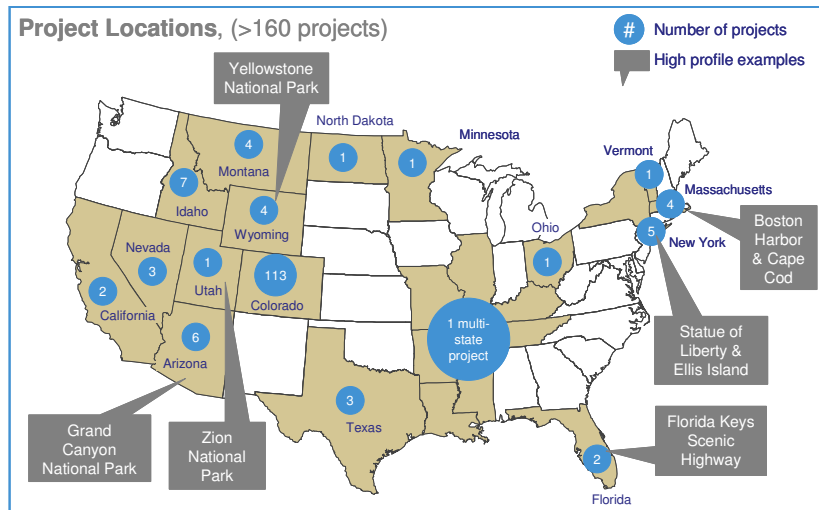 Project Locations, (>160 projects)
# Number of projects
High profile examples
Yellowstone
National Park
North Dakota
Minnesota
Vermont
Massachusetts
New York
Ohio
4
Montana
1
1
1
4
5
7
Idaho
4
Wyoming
Nevada
3
1
Utah
113
Colorado
1
2
California
6
Arizona
1 multi-
state
project
3
Texas
2
Florida
Boston
Harbor
& Cape
Cod
Statue of
Liberty &
Ellis Island
Florida Keys
Scenic
Highway
Grand
Canyon
National Park
Zion
National
Park